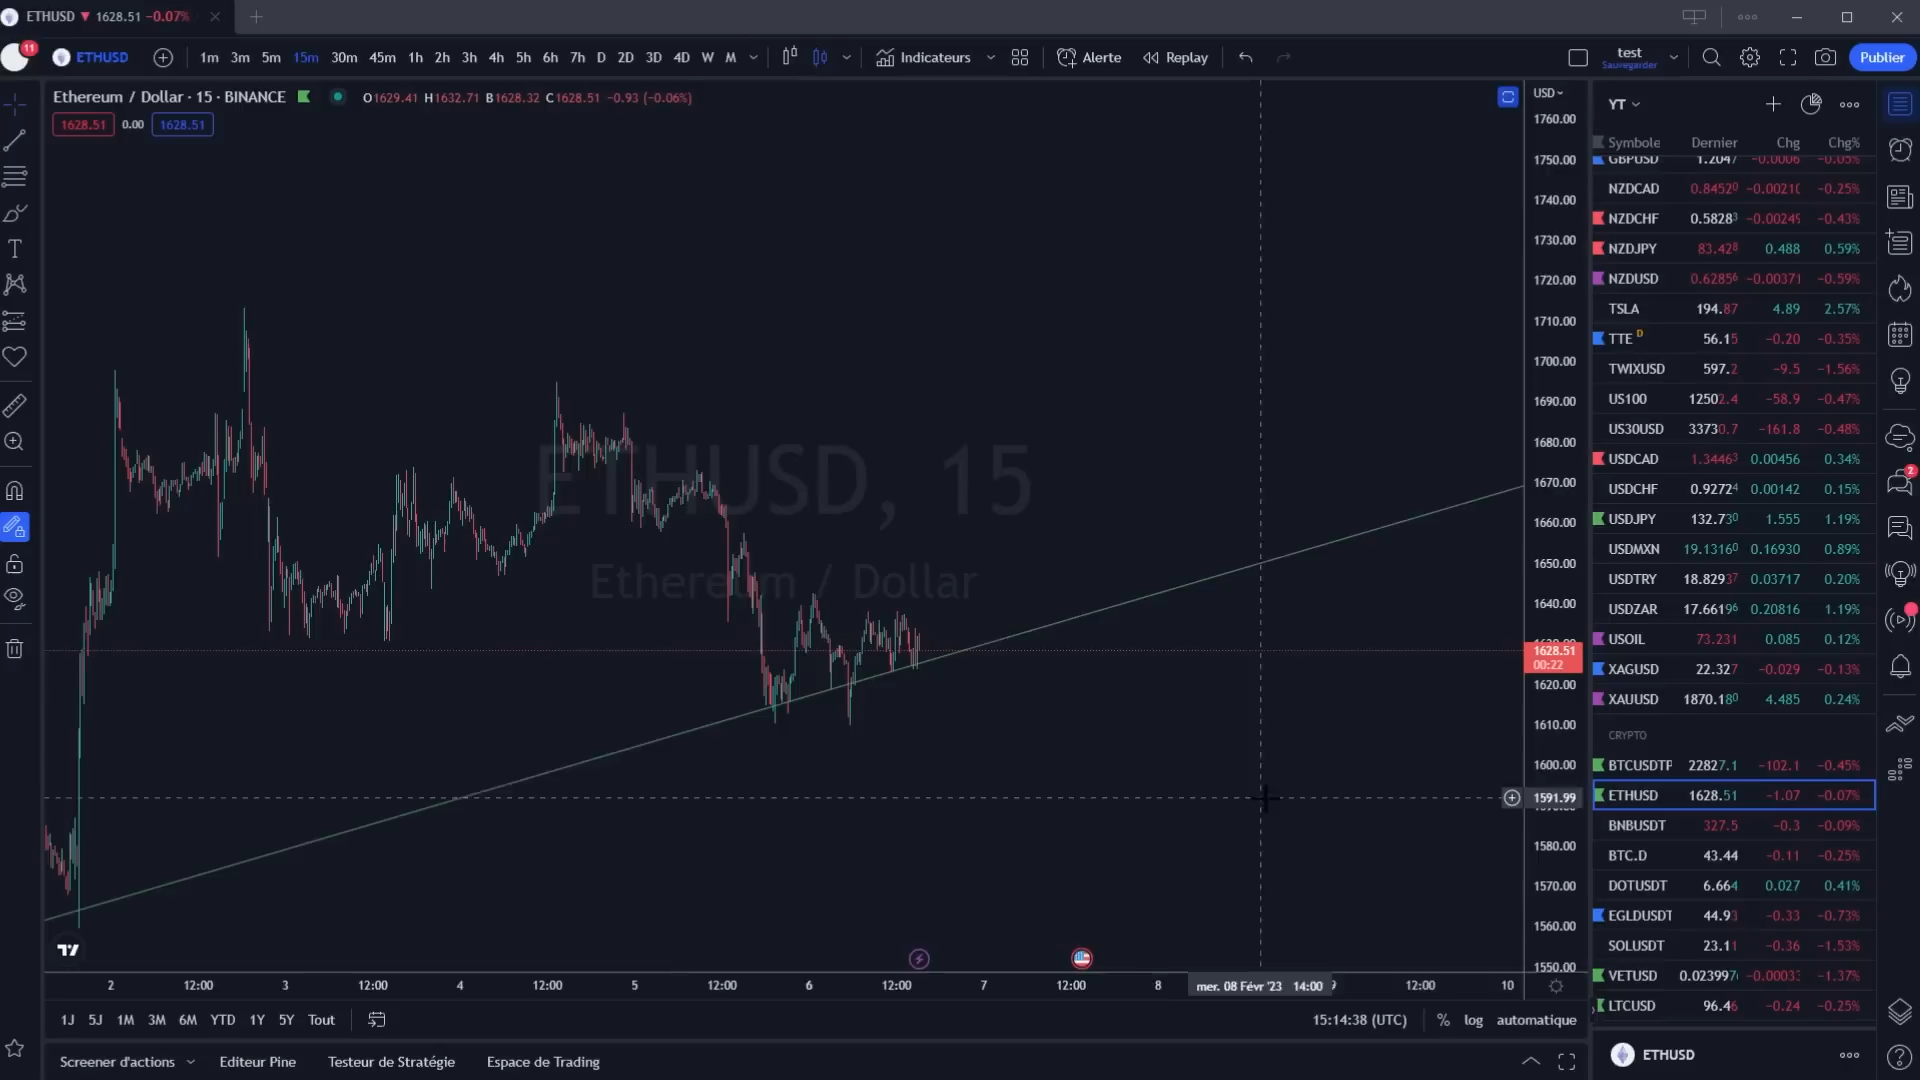 ETHUSD ▼ 1628.51 −0.07%
11 ETHUSD 1m 3m 5m 15m 30m 45m 1h 2h 3h 4h 5h 6h 7h D 2D 3D 4D W M Indicateurs Alerte Replay test Sauvegarder Publier
Ethereum / Dollar · 15 · BINANCE O1629.41 H1632.71 B1628.32 C1628.51 −0.93 (−0.06%)
1628.51 0.00 1628.51
ETHUSD, 15
Ethereum / Dollar
USD
1760.00
1750.00
1740.00
1730.00
1720.00
1710.00
1700.00
1690.00
1680.00
1670.00
1660.00
1650.00
1640.00
1628.51
00:22
1620.00
1610.00
1600.00
1591.99
1580.00
1570.00
1560.00
1550.00
2 12:00 3 12:00 4 12:00 5 12:00 6 12:00 7 12:00 8 mer. 08 Févr '23 14:00 9 12:00 10
1J 5J 1M 3M 6M YTD 1Y 5Y Tout 15:14:38 (UTC) % log automatique
Screener d'actions Editeur Pine Testeur de Stratégie Espace de Trading
YT
Symbole Dernier Chg Chg%
GBPUSD 1.2047 −0.0006 −0.05%
NZDCAD 0.84520 −0.00210 −0.25%
NZDCHF 0.58283 −0.00249 −0.43%
NZDJPY 83.428 0.488 0.59%
NZDUSD 0.62856 −0.00371 −0.59%
TSLA 194.87 4.89 2.57%
TTE D 56.15 −0.20 −0.35%
TWIXUSD 597.2 −9.5 −1.56%
US100 12502.4 −58.9 −0.47%
US30USD 33730.7 −161.8 −0.48%
USDCAD 1.34463 0.00456 0.34%
USDCHF 0.92724 0.00142 0.15%
USDJPY 132.730 1.555 1.19%
USDMXN 19.13160 0.16930 0.89%
USDTRY 18.82937 0.03717 0.20%
USDZAR 17.66196 0.20816 1.19%
USOIL 73.231 0.085 0.12%
XAGUSD 22.327 −0.029 −0.13%
XAUUSD 1870.180 4.485 0.24%
CRYPTO
BTCUSDTP 22827.1 −102.1 −0.45%
ETHUSD 1628.51 −1.07 −0.07%
BNBUSDT 327.5 −0.3 −0.09%
BTC.D 43.44 −0.11 −0.25%
DOTUSDT 6.664 0.027 0.41%
EGLDUSDT 44.93 −0.33 −0.73%
SOLUSDT 23.11 −0.36 −1.53%
VETUSD 0.023997 −0.00033 −1.37%
LTCUSD 96.46 −0.24 −0.25%
ETHUSD
2